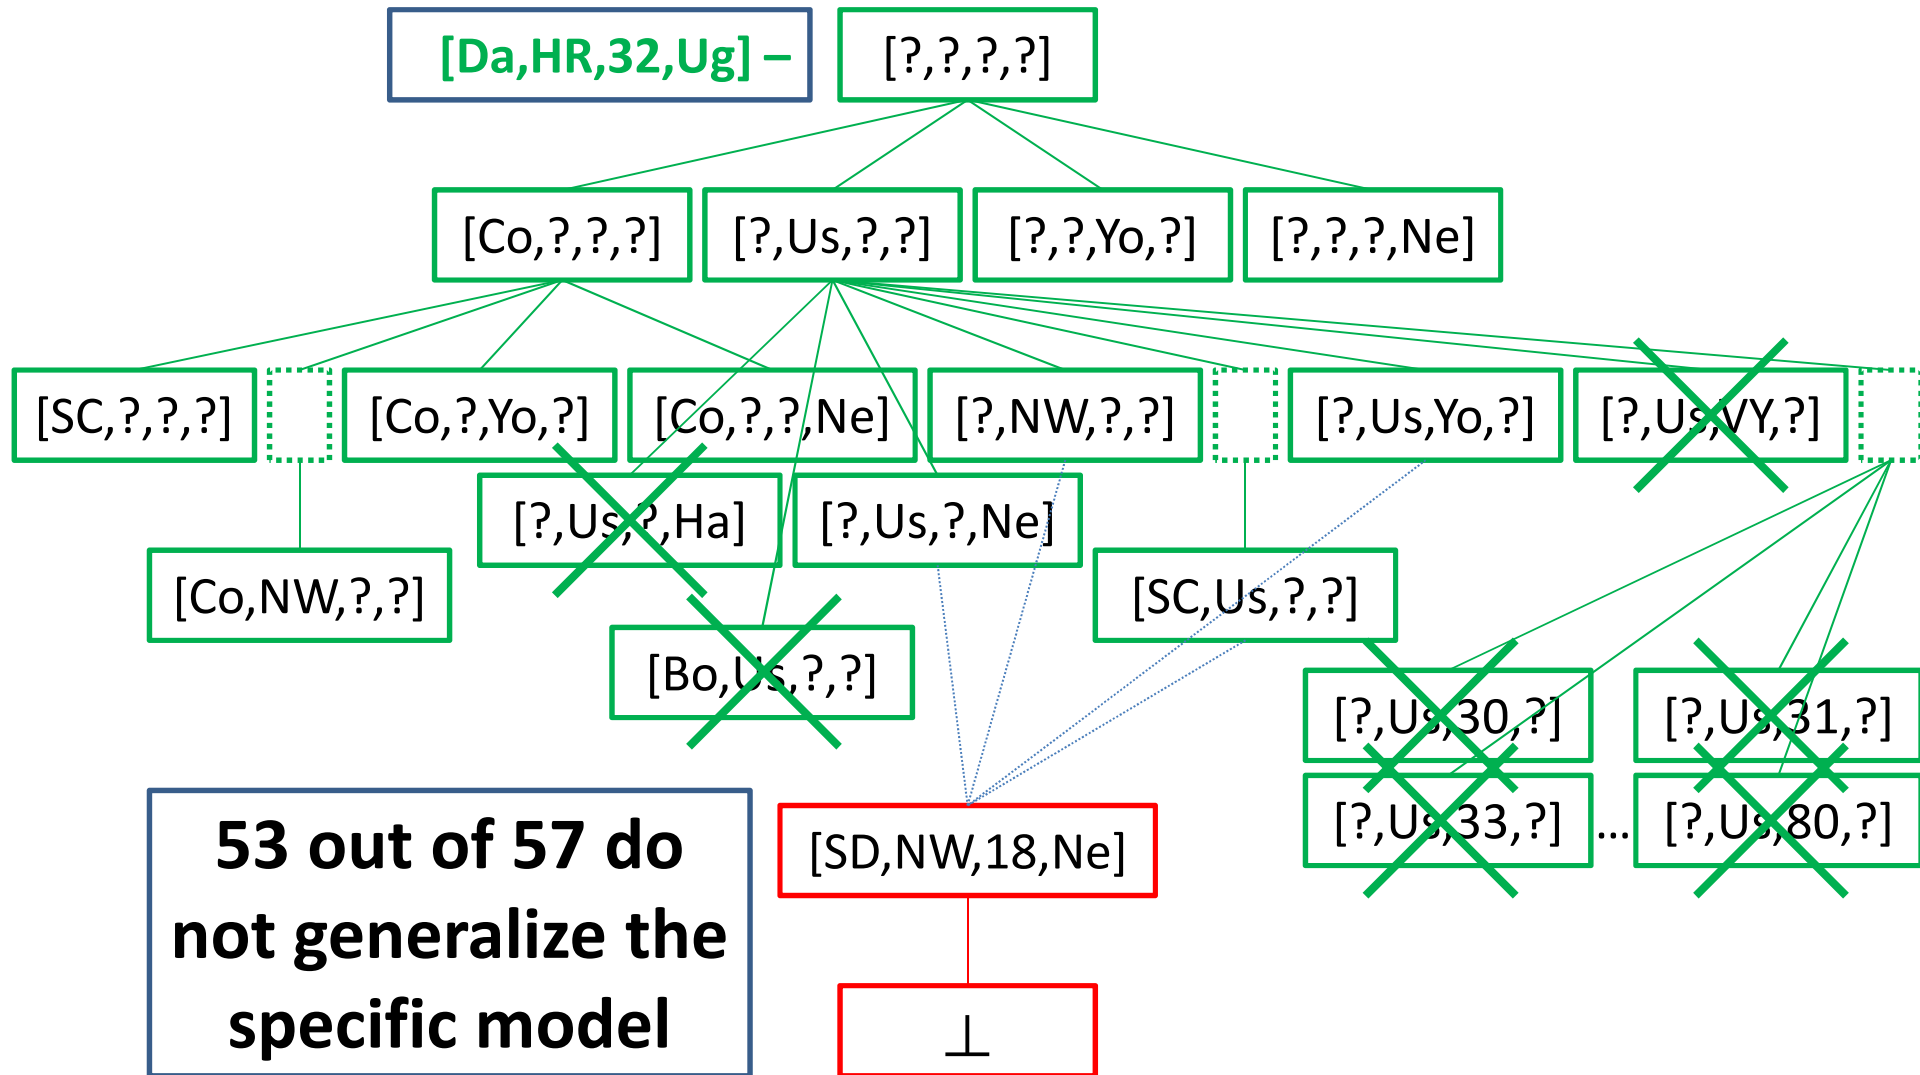 [Da,HR,32,Ug] –
[?,?,?,?]
[Co,?,?,?]
[?,Us,?,?]
[?,?,Yo,?]
[?,?,?,Ne]
[SC,?,?,?]
[Co,?,Yo,?]
[Co,?,?,Ne]
[?,NW,?,?]
[?,Us,Yo,?]
[?,Us,VY,?]
[?,Us,?,Ha]
[?,Us,?,Ne]
[Co,NW,?,?]
[SC,Us,?,?]
[Bo,Us,?,?]
[?,Us,30,?]
[?,Us,31,?]
[?,Us,33,?]
...
[?,Us,80,?]
53 out of 57 do
not generalize the
specific model
[SD,NW,18,Ne]
⊥